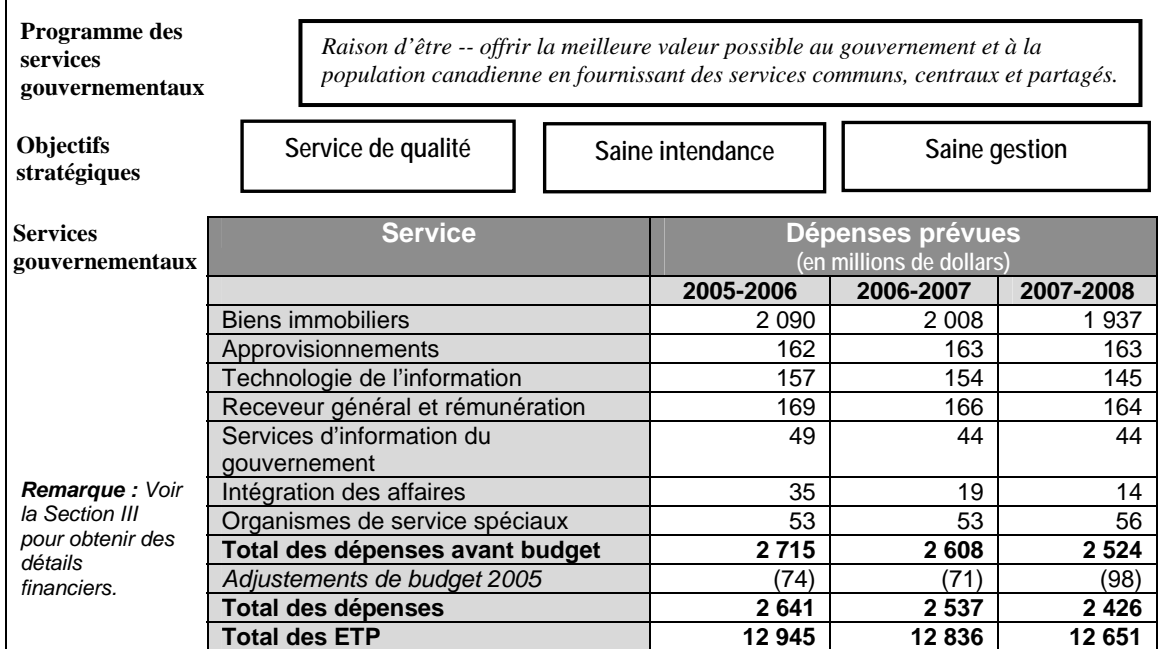 Programme des
services
gouvernementaux
Raison d’être -- offrir la meilleure valeur possible au gouvernement et à la
population canadienne en fournissant des services communs, centraux et partagés.
Objectifs
stratégiques
Service de qualité
Saine intendance
Saine gestion
Services
gouvernementaux
Service Dépenses prévues
(en millions de dollars)
2005-2006 2006-2007 2007-2008
Biens immobiliers 2 090 2 008 1 937
Approvisionnements 162 163 163
Technologie de l’information 157 154 145
Receveur général et rémunération 169 166 164
Services d’information du 49 44 44
gouvernement
Intégration des affaires 35 19 14
Organismes de service spéciaux 53 53 56
Total des dépenses avant budget 2 715 2 608 2 524
Adjustements de budget 2005 (74) (71) (98)
Total des dépenses 2 641 2 537 2 426
Total des ETP 12 945 12 836 12 651
Remarque : Voir
la Section III
pour obtenir des
détails
financiers.